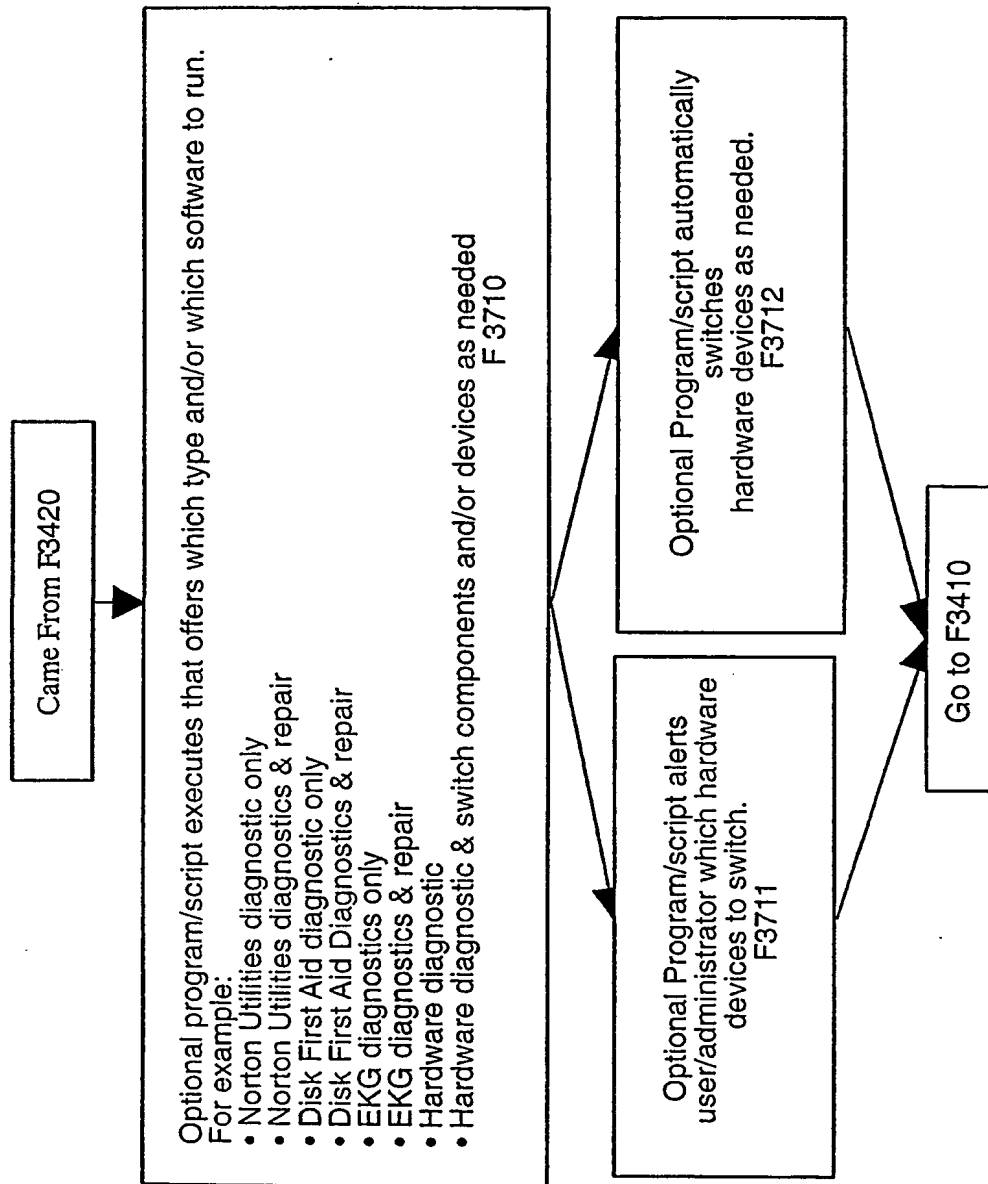 Came From F3420
Optional program/script executes that offers which type and/or which software to run.
For example:
• Norton Utilities diagnostic only
• Norton Utilities diagnostics & repair
• Disk First Aid diagnostic only
• Disk First Aid Diagnostics & repair
• EKG diagnostics only
• EKG diagnostics & repair
• Hardware diagnostic
• Hardware diagnostic & switch components and/or devices as needed
F 3710
Optional Program/script alerts
user/administrator which hardware
devices to switch.
F3711
Optional Program/script automatically
switches
hardware devices as needed.
F3712
Go to F3410